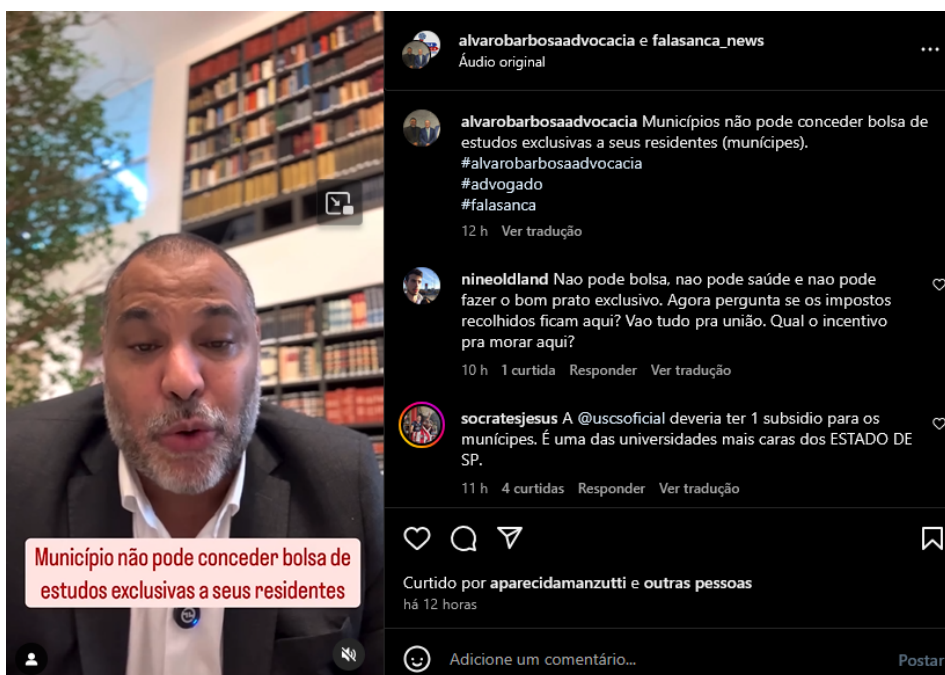 alvarobarbosaadvocacia e falasanca_news
Áudio original
alvarobarbosaadvocacia Municípios não pode conceder bolsa de
estudos exclusivas a seus residentes (munícipes).
#alvarobarbosaadvocacia
#advogado
#falasanca
12 h Ver tradução
nineoldland Nao pode bolsa, nao pode saúde e nao pode
fazer o bom prato exclusivo. Agora pergunta se os impostos
recolhidos ficam aqui? Vao tudo pra união. Qual o incentivo
pra morar aqui?
10 h 1 curtida Responder Ver tradução
socratesjesus A @uscsoficial deveria ter 1 subsidio para os
munícipes. É uma das universidades mais caras dos ESTADO DE
SP.
11 h 4 curtidas Responder Ver tradução
Curtido por aparecidamanzutti e outras pessoas
há 12 horas
Adicione um comentário...
Postar
Município não pode conceder bolsa de
estudos exclusivas a seus residentes